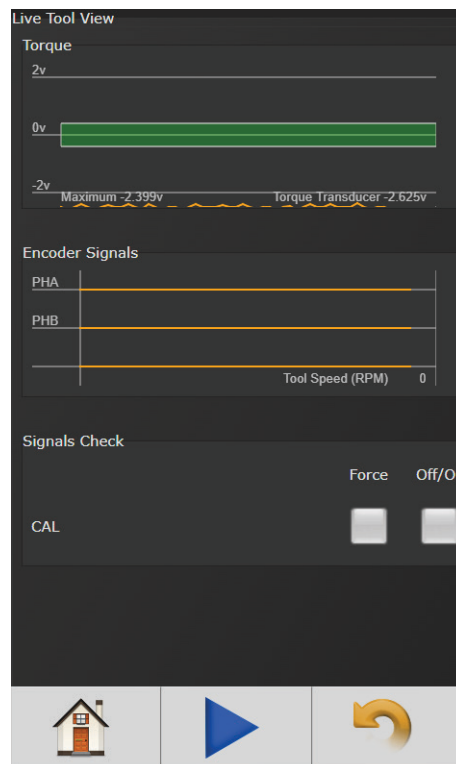 Live Tool View
Torque
2v
0v
-2v
Maximum -2.399v Torque Transducer -2.625v
Encoder Signals
PHA
PHB
Tool Speed (RPM) 0
Signals Check
Force Off/O
CAL